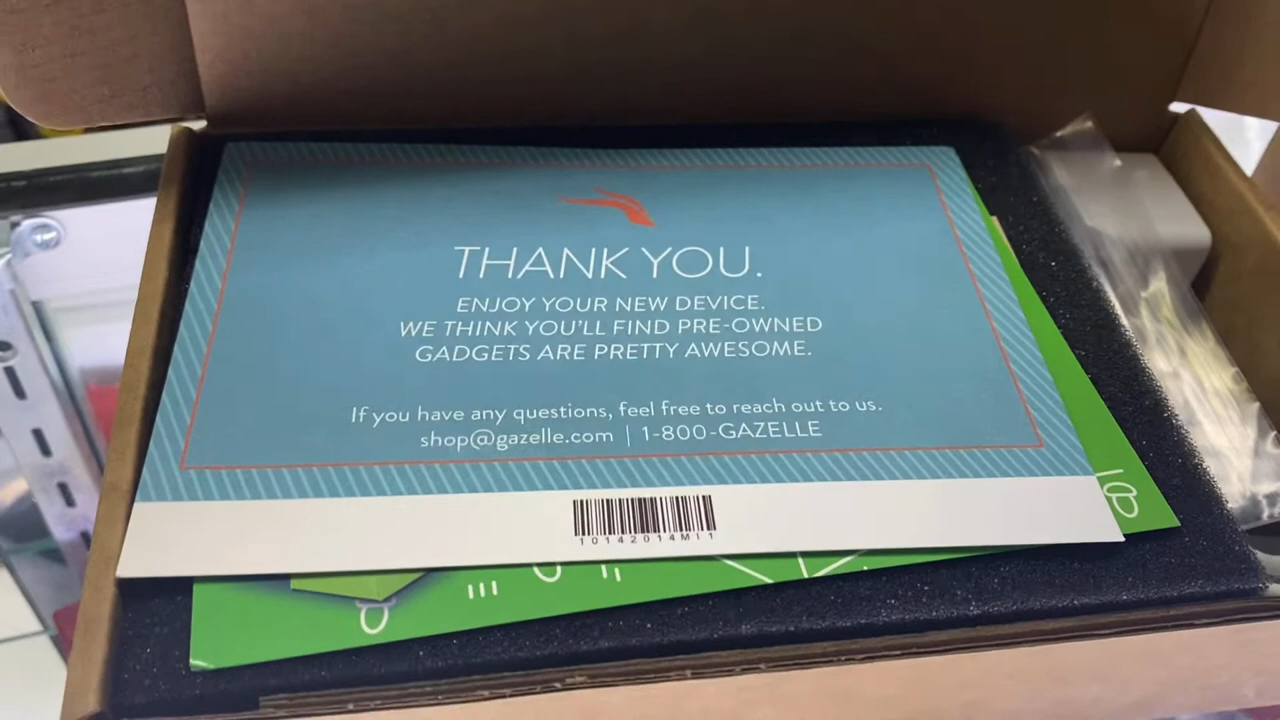 THANK YOU.
ENJOY YOUR NEW DEVICE.
WE THINK YOU'LL FIND PRE-OWNED
GADGETS ARE PRETTY AWESOME.
If you have any questions, feel free to reach out to us.
shop@gazelle.com | 1-800-GAZELLE
10142014M11